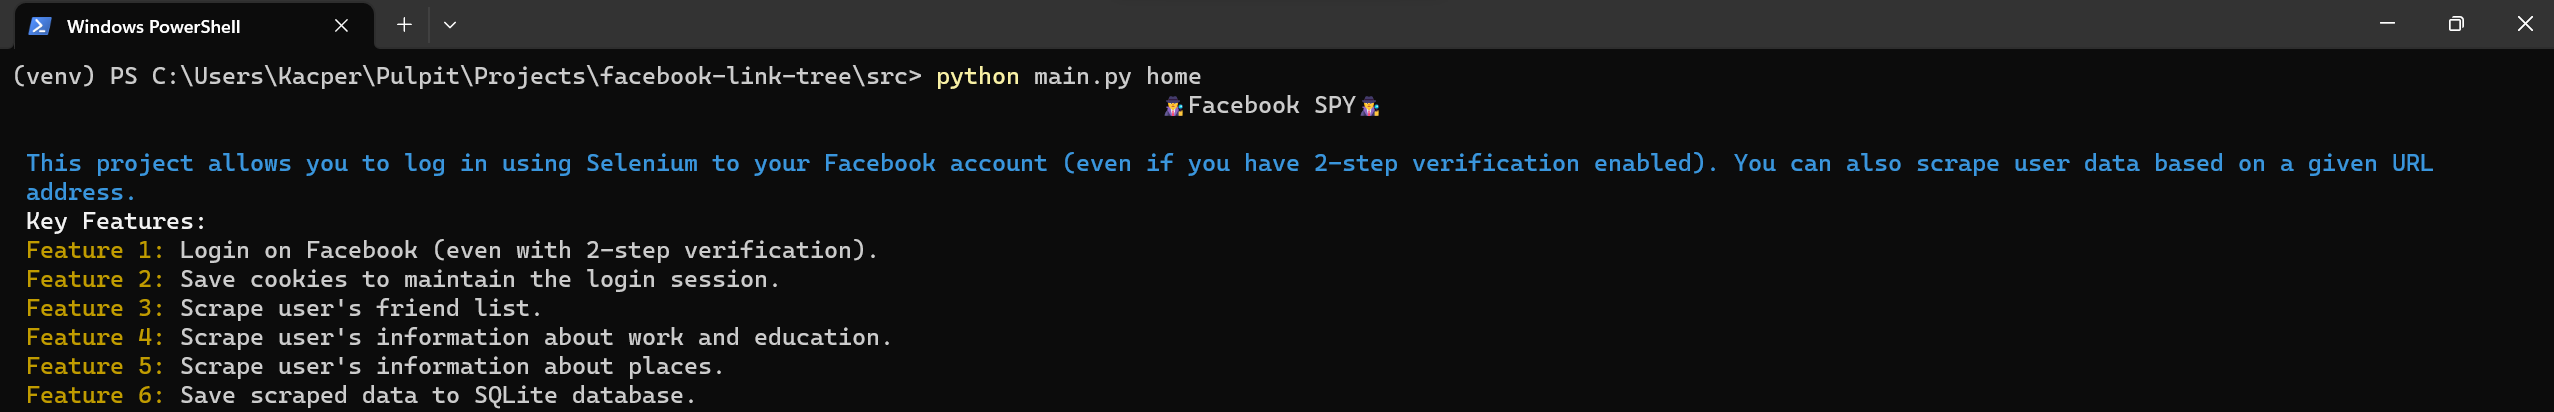 Windows PowerShell
(venv) PS C:\Users\Kacper\Pulpit\Projects\facebook-link-tree\src> python main.py home
🕵️‍♀️Facebook SPY🕵️‍♀️
This project allows you to log in using Selenium to your Facebook account (even if you have 2-step verification enabled). You can also scrape user data based on a given URL
address.
Key Features:
Feature 1: Login on Facebook (even with 2-step verification).
Feature 2: Save cookies to maintain the login session.
Feature 3: Scrape user's friend list.
Feature 4: Scrape user's information about work and education.
Feature 5: Scrape user's information about places.
Feature 6: Save scraped data to SQLite database.